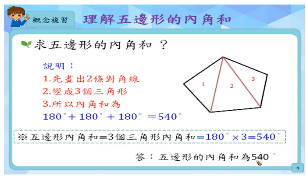 概念複習
理解五邊形的內角和
求五邊形的內角和？
說明：
1.先畫出2條對角線
2.變成3個三角形
3.所以內角和為
180°+180°+180°=540°
1
2
3
※五邊形內角和=3個三角形內角和=180°×3=540°
答：五邊形的內角和為540°